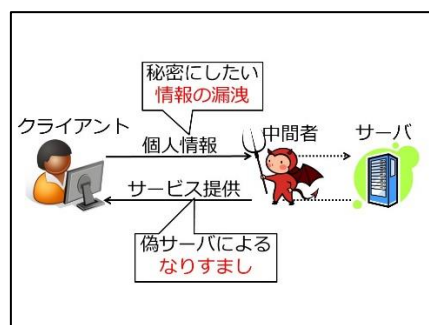 秘密にしたい
情報の漏洩
クライアント
個人情報
中間者
サーバ
サービス提供
偽サーバによる
なりすまし